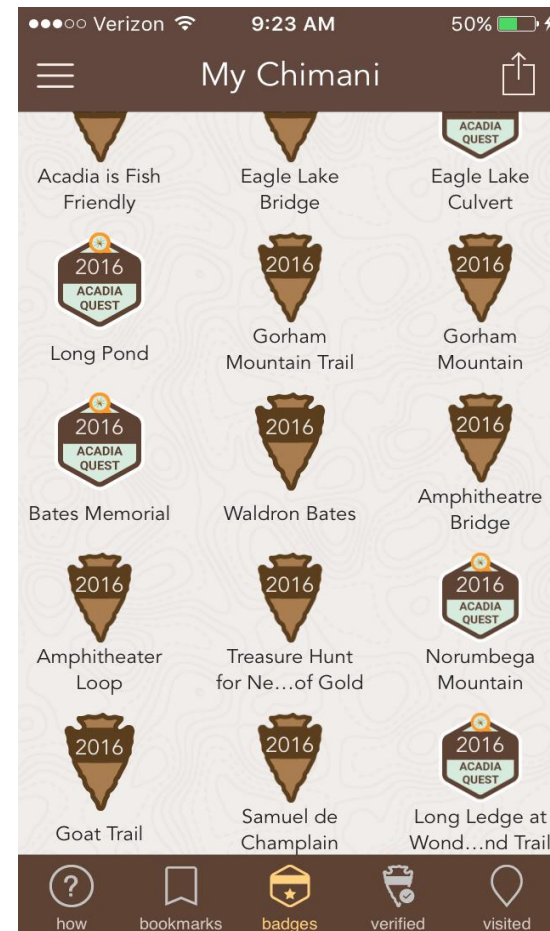 Verizon 9:23 AM 50%
My Chimani
ACADIA
QUEST
Acadia is Fish
Friendly
Eagle Lake
Bridge
Eagle Lake
Culvert
2016
ACADIA
QUEST
Long Pond
2016
Gorham
Mountain Trail
2016
Gorham
Mountain
2016
ACADIA
QUEST
Bates Memorial
2016
Waldron Bates
2016
Amphitheatre
Bridge
2016
Amphitheater
Loop
2016
Treasure Hunt
for Ne...of Gold
2016
ACADIA
QUEST
Norumbega
Mountain
2016
Goat Trail
2016
Samuel de
Champlain
2016
ACADIA
QUEST
Long Ledge at
Wond...nd Trail
? 
how bookmarks badges verified visited